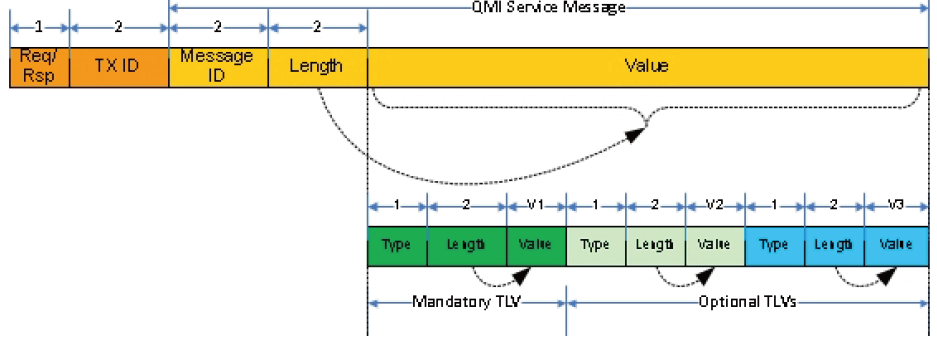 QMI Service Message
1 2 2 2
Req/ Rsp TX ID Message ID Length Value
1 2 V1 1 2 V2 1 2 V3
Type Length Value Type Length Value Type Length Value
Mandatory TLV Optional TLVs